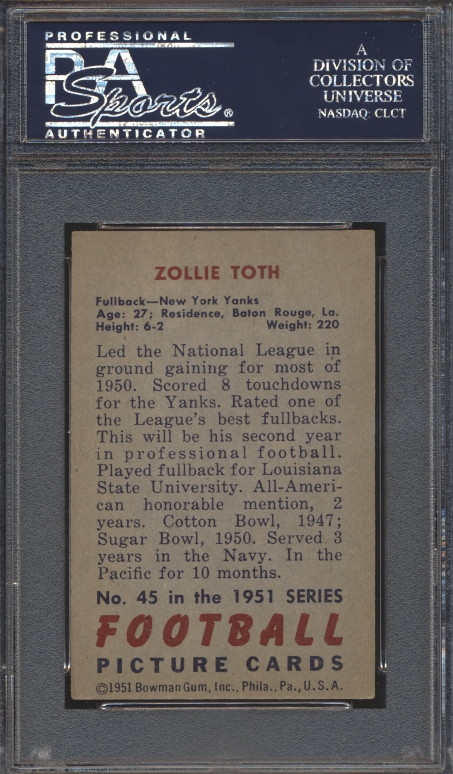 PROFESSIONAL
PSA
Sports®
AUTHENTICATOR
A
DIVISION OF
COLLECTORS
UNIVERSE
NASDAQ: CLCT
ZOLLIE TOTH
Fullback—New York Yanks
Age: 27; Residence, Baton Rouge, La.
Height: 6-2 Weight: 220
Led the National League in
ground gaining for most of
1950. Scored 8 touchdowns
for the Yanks. Rated one of
the League's best fullbacks.
This will be his second year
in professional football.
Played fullback for Louisiana
State University. All-Ameri-
can honorable mention, 2
years. Cotton Bowl, 1947;
Sugar Bowl, 1950. Served 3
years in the Navy. In the
Pacific for 10 months.
No. 45 in the 1951 SERIES
FOOTBALL
PICTURE CARDS
©1951 Bowman Gum, Inc., Phila., Pa., U.S.A.